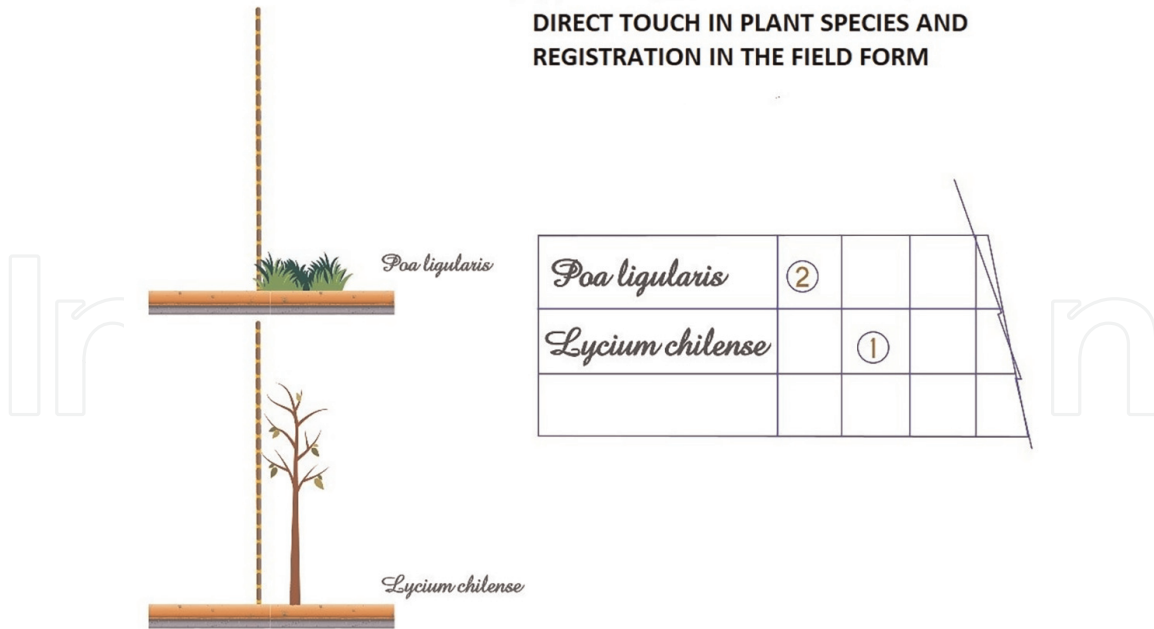 DIRECT TOUCH IN PLANT SPECIES AND
REGISTRATION IN THE FIELD FORM
Poa ligularis
Lycium chilense
Poa ligularis 2
Lycium chilense 1